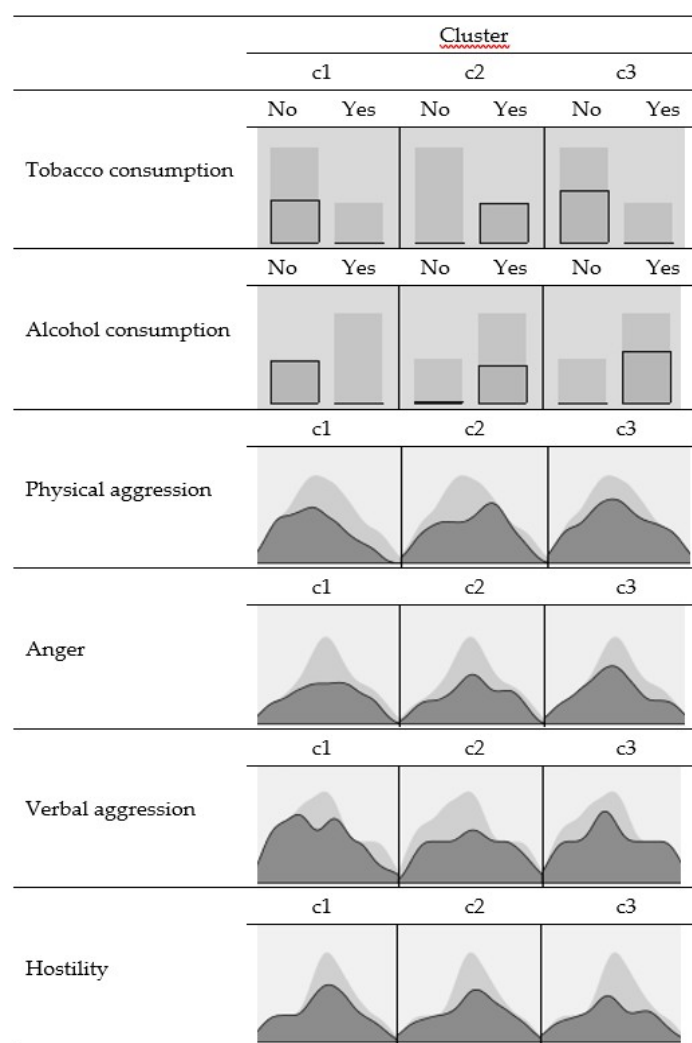 Cluster
c1 c2 c3
No Yes No Yes No Yes
Tobacco consumption
No Yes No Yes No Yes
Alcohol consumption
c1 c2 c3
Physical aggression
c1 c2 c3
Anger
c1 c2 c3
Verbal aggression
c1 c2 c3
Hostility